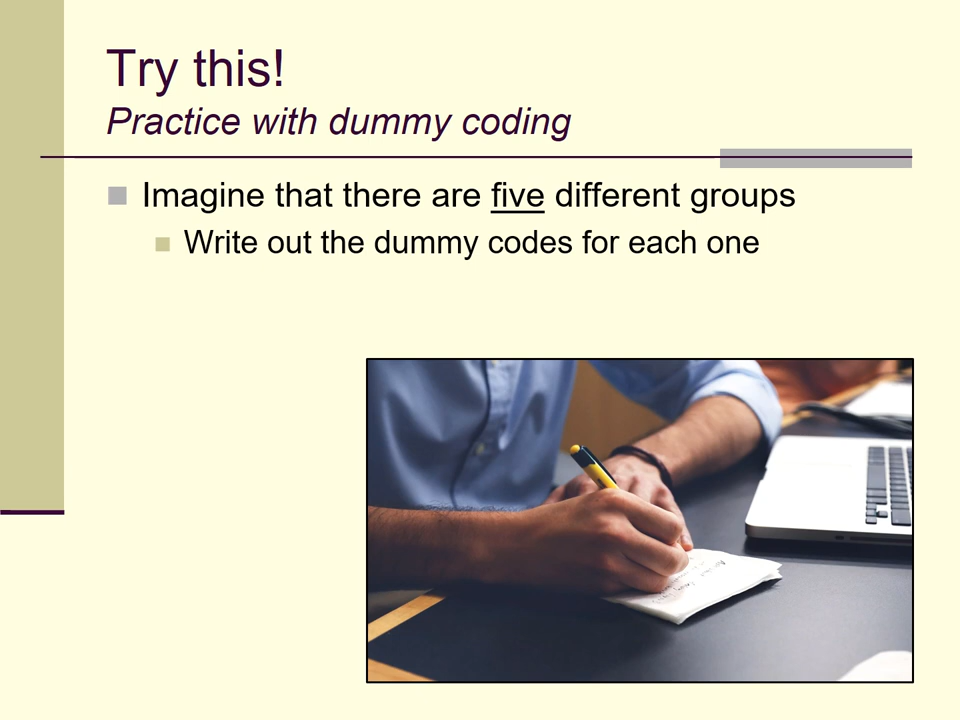 Try this!
Practice with dummy coding
Imagine that there are five different groups
Write out the dummy codes for each one